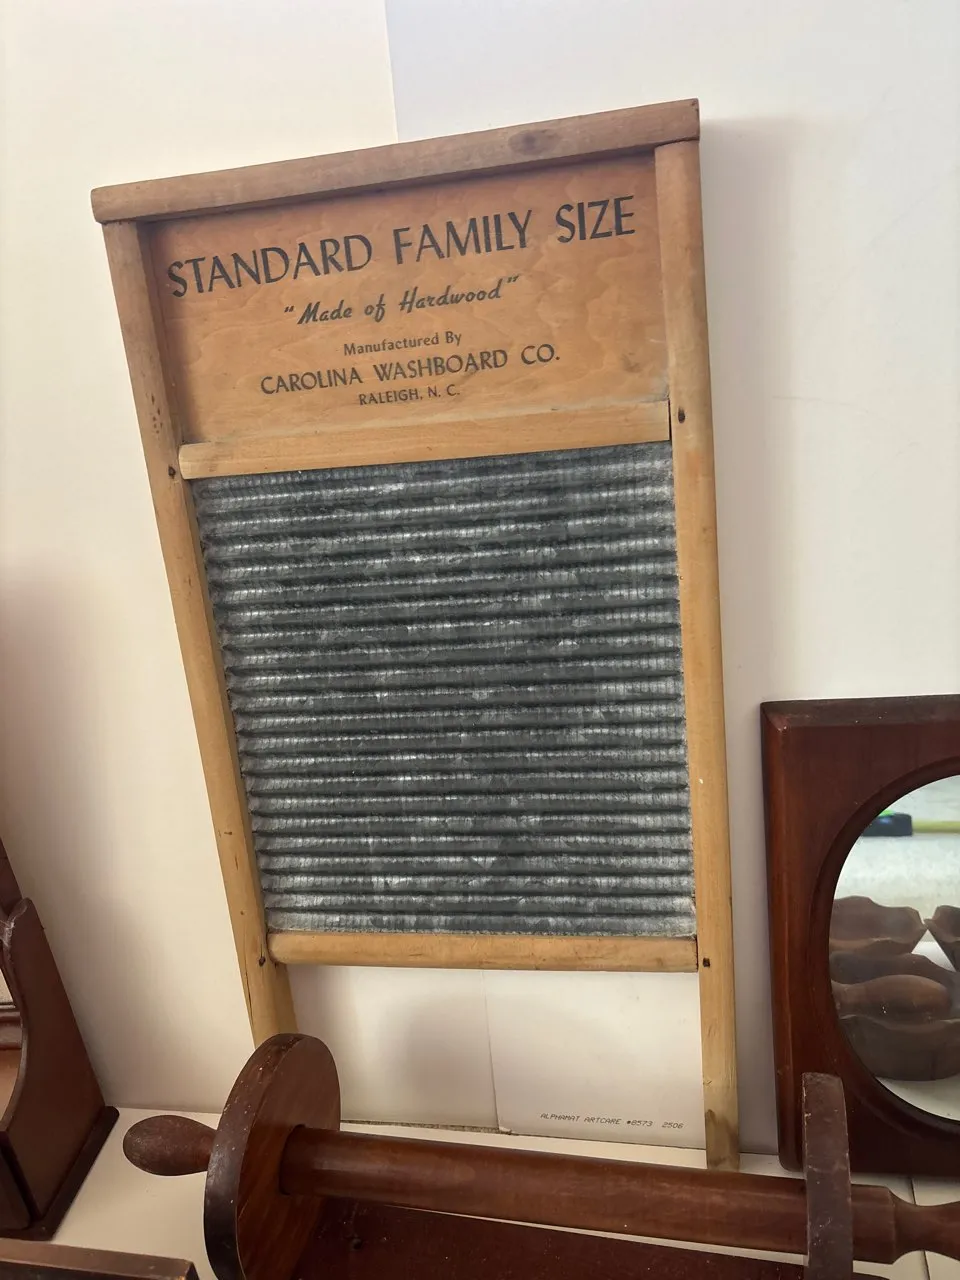 STANDARD FAMILY SIZE
"Made of Hardwood"
Manufactured By
CAROLINA WASHBOARD CO.
RALEIGH, N. C.
ALPHAMAT ARTCARE #8573 2506